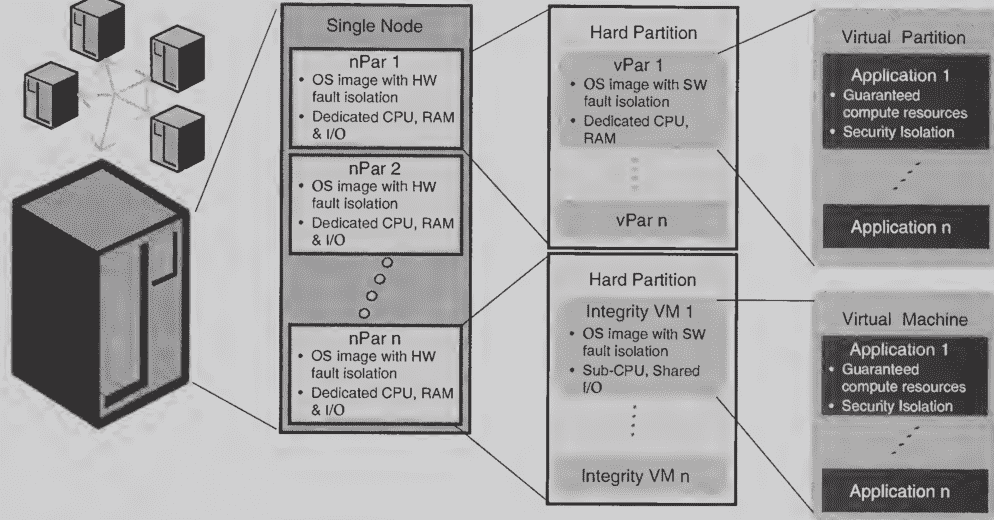 Single Node
nPar 1
• OS image with HW
fault isolation
• Dedicated CPU, RAM
& I/O
nPar 2
• OS image with HW
fault isolation
• Dedicated CPU, RAM
& I/O
nPar n
• OS image with HW
fault isolation
• Dedicated CPU, RAM
& I/O
Hard Partition
vPar 1
• OS image with SW
fault isolation
• Dedicated CPU,
RAM
vPar n
Hard Partition
Integrity VM 1
• OS image with SW
fault isolation
• Sub-CPU, Shared
I/O
Integrity VM n
Virtual Partition
Application 1
• Guaranteed
compute resources
• Security Isolation
Application n
Virtual Machine
Application 1
• Guaranteed
compute resources
• Security Isolation
Application n